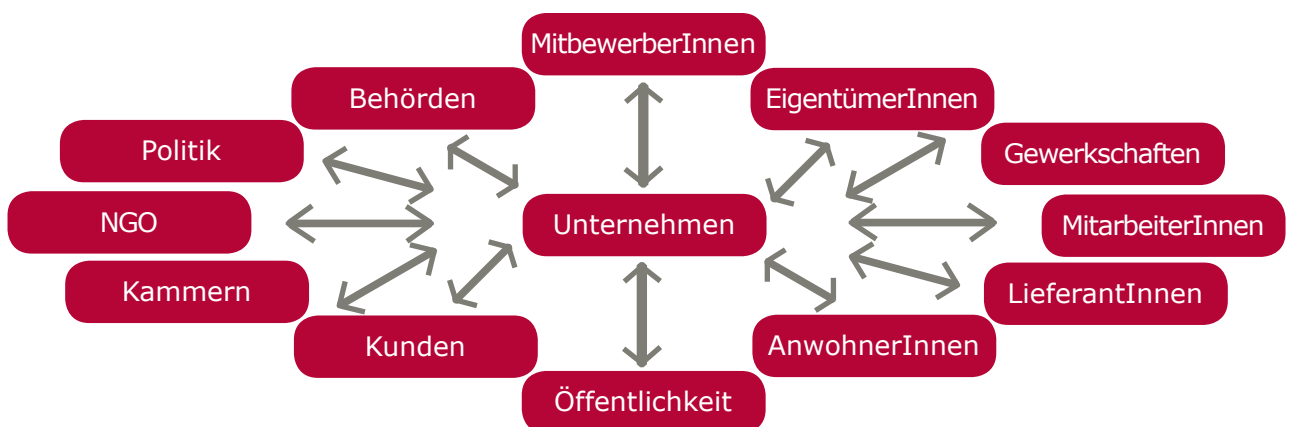 MitbewerberInnen
Behörden
EigentümerInnen
Politik
Gewerkschaften
NGO
Unternehmen
MitarbeiterInnen
Kammern
LieferantInnen
Kunden
AnwohnerInnen
Öffentlichkeit